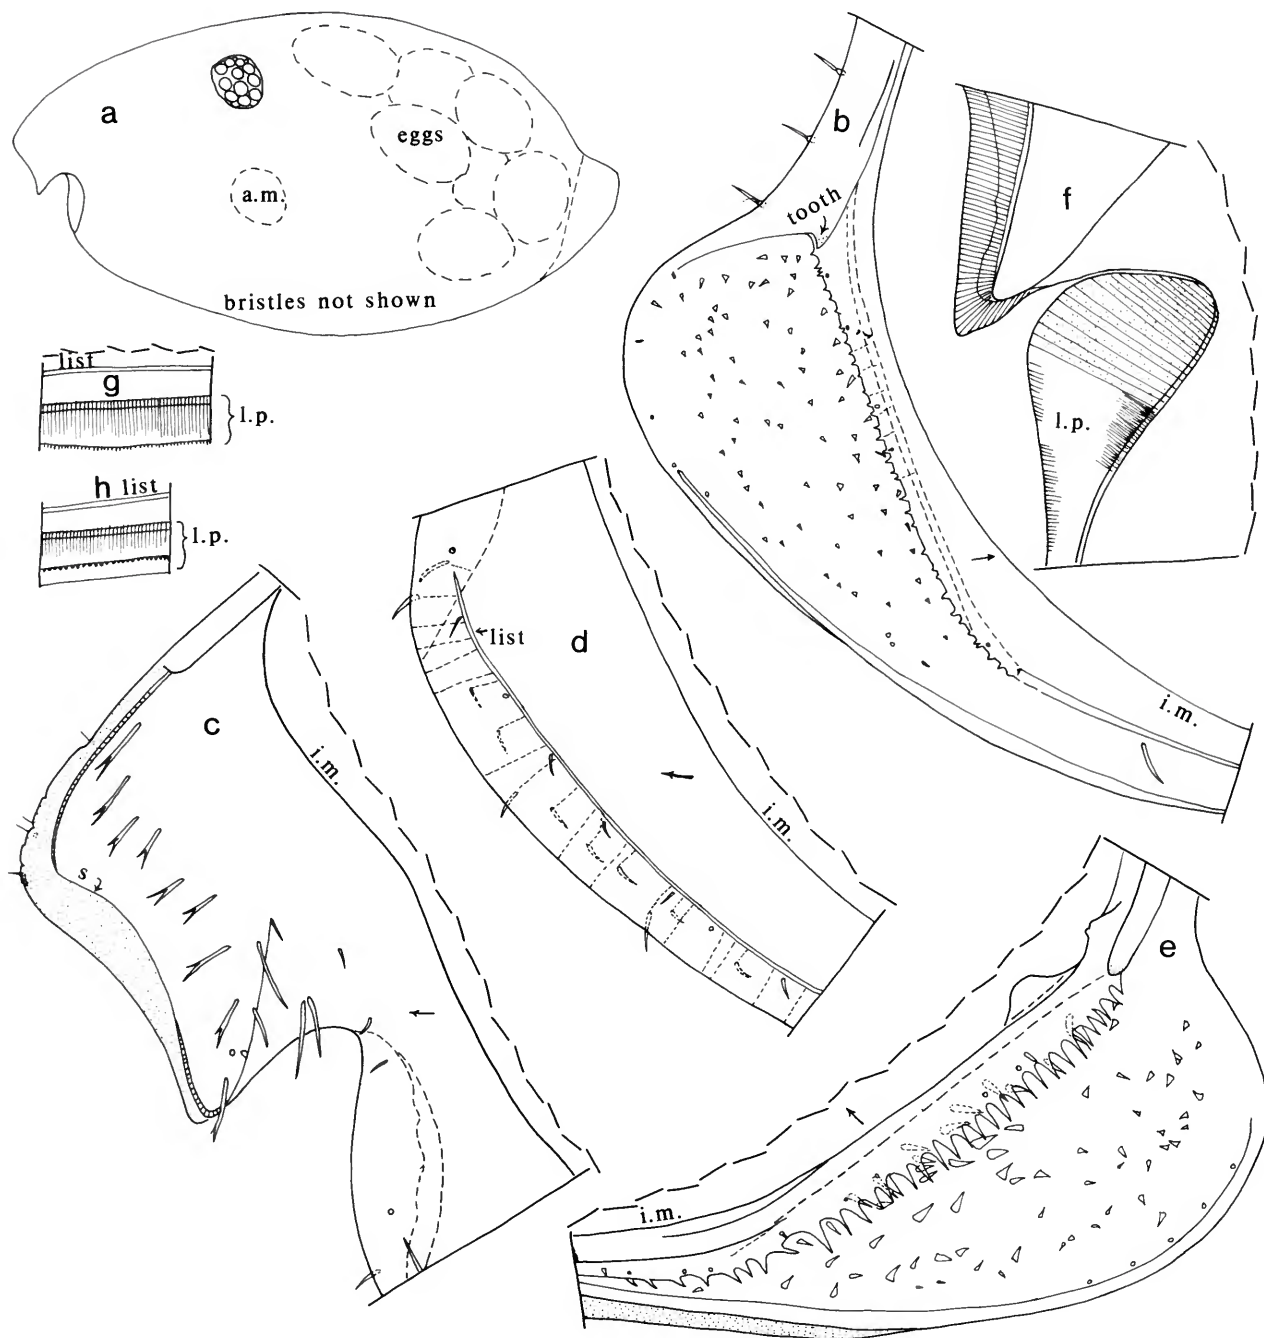 a
eggs
a.m.
bristles not shown
b
tooth
i.m.
f
l.p.
list
g
l.p.
h list
l.p.
c
i.m.
s
d
list
i.m.
e
i.m.